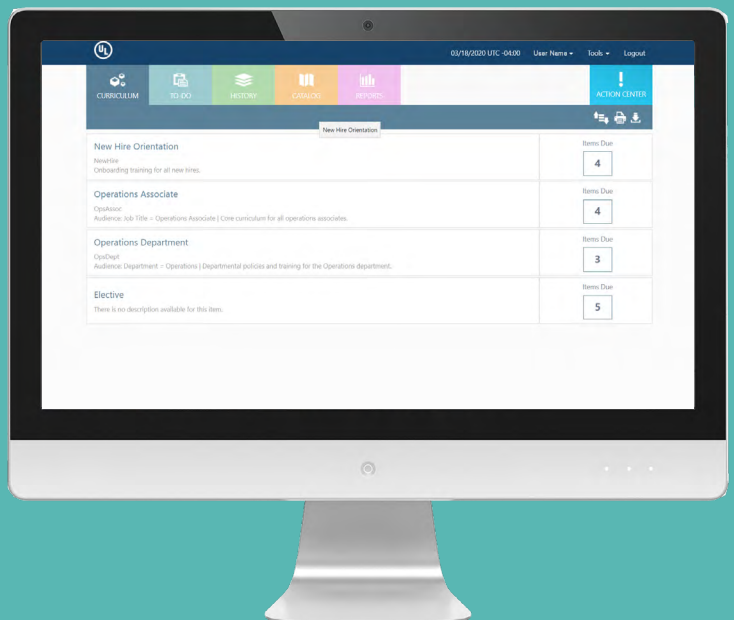 UL
03/18/2020 UTC -04:00 User Name Tools Logout
CURRICULUM TO-DO HISTORY CATALOG REPORTS ACTION CENTER
New Hire Orientation
New Hire Orientation
NewHire
Onboarding training for all new hires.
Items Due
4
Operations Associate
OpsAssoc
Audience: Job Title = Operations Associate | Core curriculum for all operations associates.
Items Due
4
Operations Department
OpsDept
Audience: Department = Operations | Departmental policies and training for the Operations department.
Items Due
3
Elective
There is no description available for this item.
Items Due
5